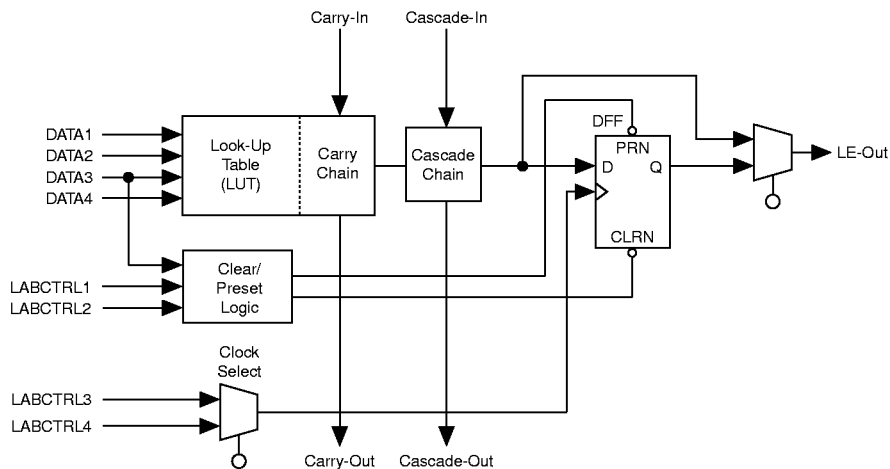 Carry-In
Cascade-In
DATA1
DATA2
DATA3
DATA4
Look-Up
Table
(LUT)
Carry
Chain
Cascade
Chain
DFF
PRN
D
Q
CLRN
LE-Out
LABCTRL1
LABCTRL2
Clear/
Preset
Logic
Clock
Select
LABCTRL3
LABCTRL4
Carry-Out
Cascade-Out